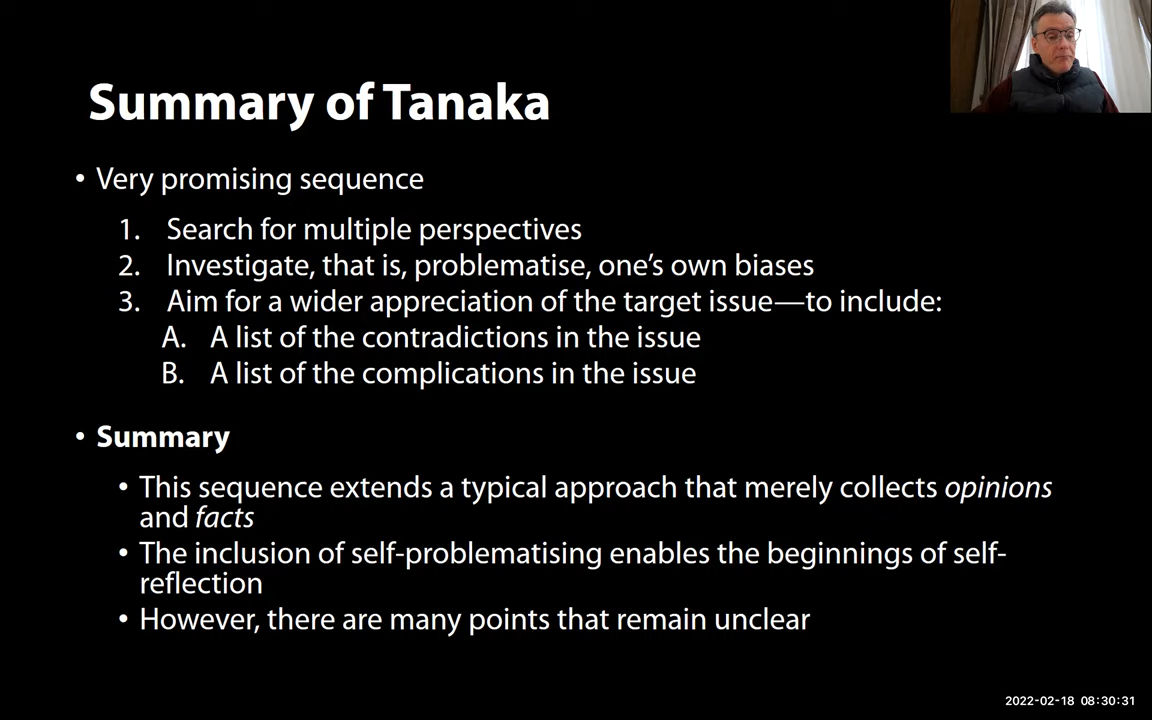 Summary of Tanaka
• Very promising sequence
1. Search for multiple perspectives
2. Investigate, that is, problematise, one’s own biases
3. Aim for a wider appreciation of the target issue—to include:
A. A list of the contradictions in the issue
B. A list of the complications in the issue
• Summary
• This sequence extends a typical approach that merely collects opinions
and facts
• The inclusion of self-problematising enables the beginnings of self-
reflection
• However, there are many points that remain unclear
2022-02-18 08:30:31